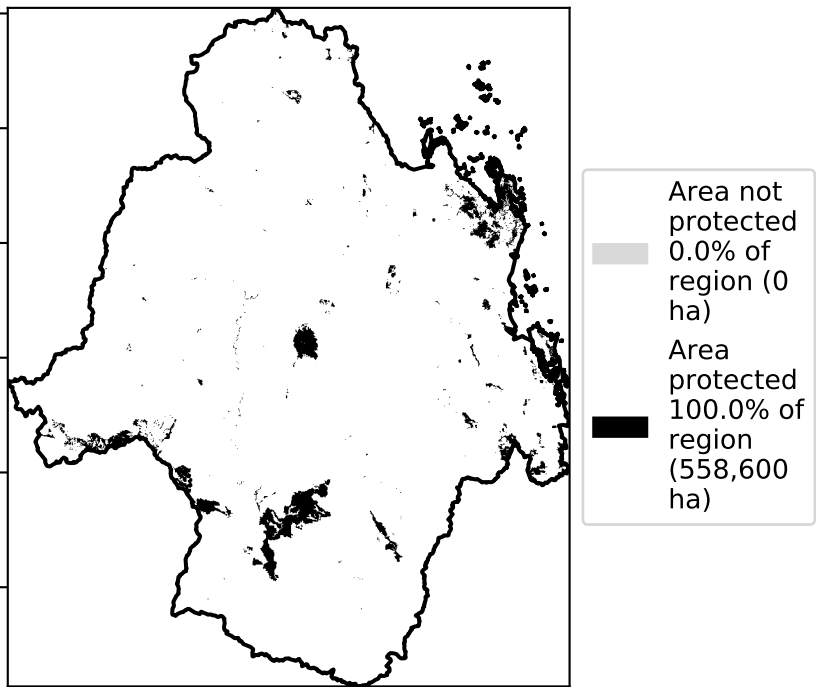 Area not
protected
0.0% of
region (0
ha)
Area
protected
100.0% of
region
(558,600
ha)